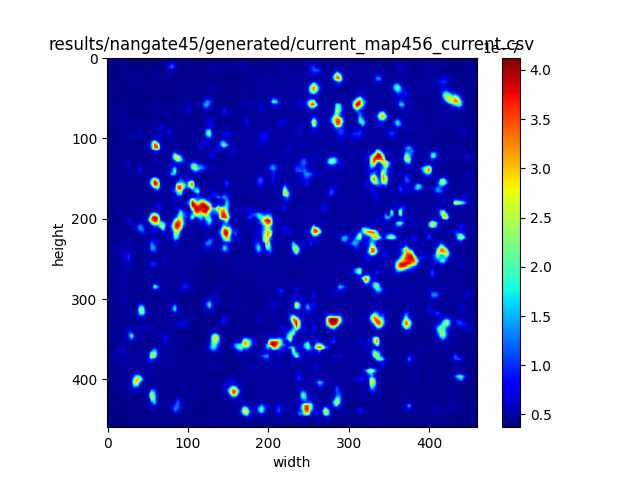 results/nangate45/generated/current_map456_current.csv
1e−7
0
100
200
300
400
height
0 100 200 300 400
width
4.0
3.5
3.0
2.5
2.0
1.5
1.0
0.5